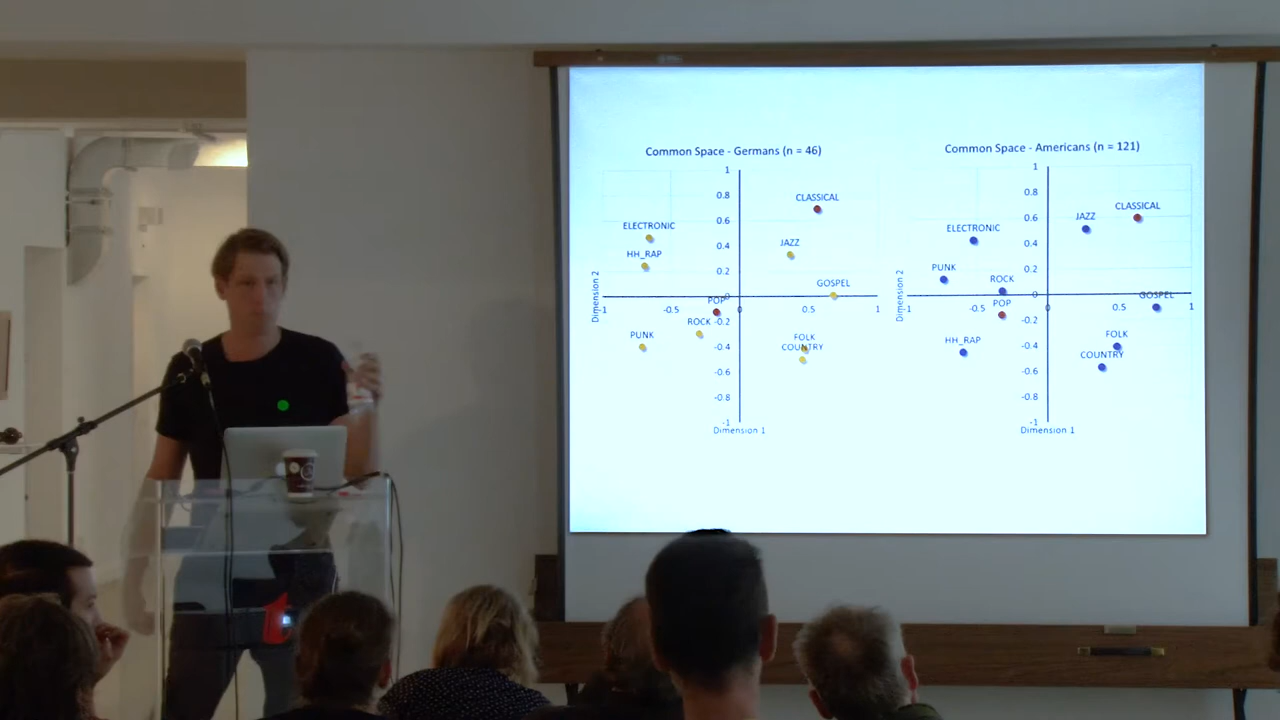 Common Space - Germans (n = 46)
1
0.8
0.6
0.4
0.2
0
-0.2
-0.4
-0.6
-0.8
-1
-1
-0.5
0.5
1
Dimension 2
Dimension 1
CLASSICAL
ELECTRONIC
JAZZ
HH_RAP
GOSPEL
POP
ROCK
PUNK
FOLK
COUNTRY
Common Space - Americans (n = 121)
1
0.8
0.6
0.4
0.2
0
-0.2
-0.4
-0.6
-0.8
-1
-1
-0.5
0
0.5
1
Dimension 2
Dimension 1
CLASSICAL
JAZZ
ELECTRONIC
PUNK
ROCK
GOSPEL
POP
HH_RAP
FOLK
COUNTRY